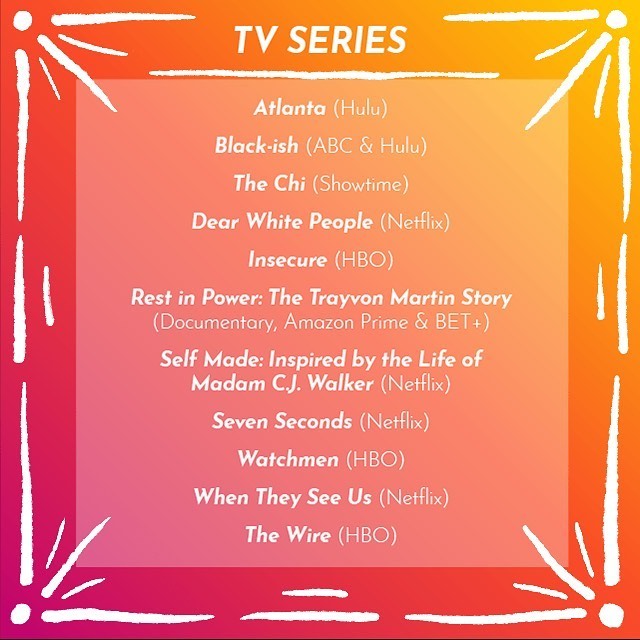 TV SERIES
Atlanta (Hulu)
Black-ish (ABC & Hulu)
The Chi (Showtime)
Dear White People (Netflix)
Insecure (HBO)
Rest in Power: The Trayvon Martin Story
(Documentary, Amazon Prime & BET+)
Self Made: Inspired by the Life of
Madam C.J. Walker (Netflix)
Seven Seconds (Netflix)
Watchmen (HBO)
When They See Us (Netflix)
The Wire (HBO)